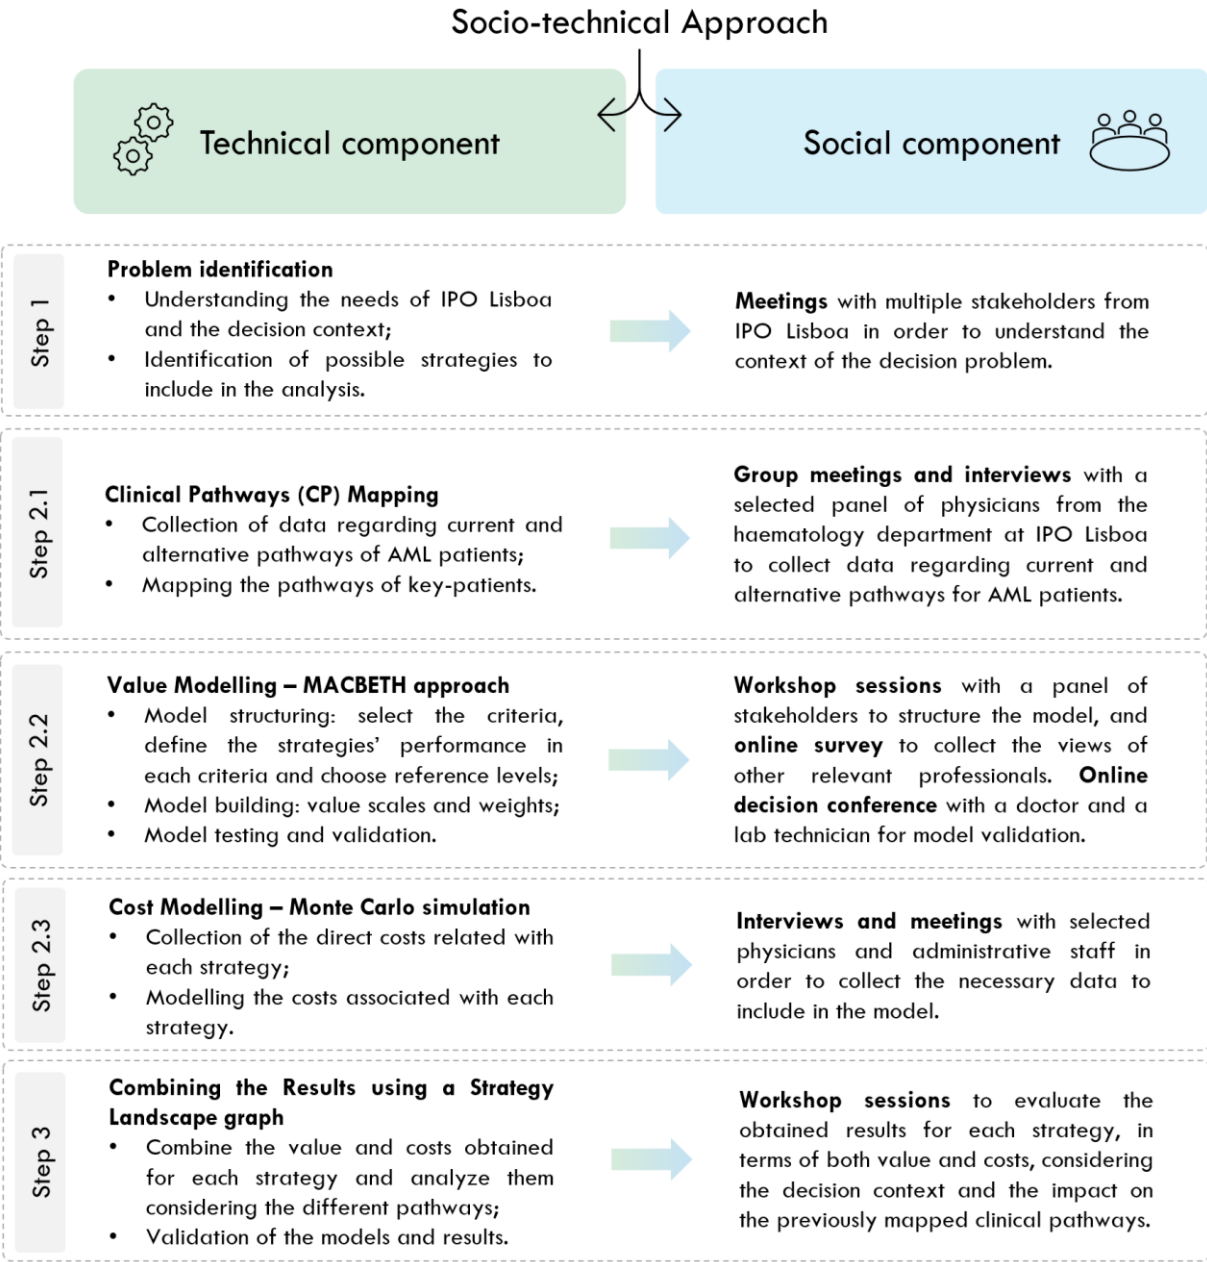 Socio-technical Approach
Technical component
Social component
Step 1
Problem identification
• Understanding the needs of IPO Lisboa
and the decision context;
• Identification of possible strategies to
include in the analysis.
Meetings with multiple stakeholders from
IPO Lisboa in order to understand the
context of the decision problem.
Step 2.1
Clinical Pathways (CP) Mapping
• Collection of data regarding current and
alternative pathways of AML patients;
• Mapping the pathways of key-patients.
Group meetings and interviews with a
selected panel of physicians from the
haematology department at IPO Lisboa
to collect data regarding current and
alternative pathways for AML patients.
Step 2.2
Value Modelling – MACBETH approach
• Model structuring: select the criteria,
define the strategies' performance in
each criteria and choose reference levels;
• Model building: value scales and weights;
• Model testing and validation.
Workshop sessions with a panel of
stakeholders to structure the model, and
online survey to collect the views of
other relevant professionals. Online
decision conference with a doctor and a
lab technician for model validation.
Step 2.3
Cost Modelling – Monte Carlo simulation
• Collection of the direct costs related with
each strategy;
• Modelling the costs associated with each
strategy.
Interviews and meetings with selected
physicians and administrative staff in
order to collect the necessary data to
include in the model.
Step 3
Combining the Results using a Strategy
Landscape graph
• Combine the value and costs obtained
for each strategy and analyze them
considering the different pathways;
• Validation of the models and results.
Workshop sessions to evaluate the
obtained results for each strategy, in
terms of both value and costs, considering
the decision context and the impact on
the previously mapped clinical pathways.